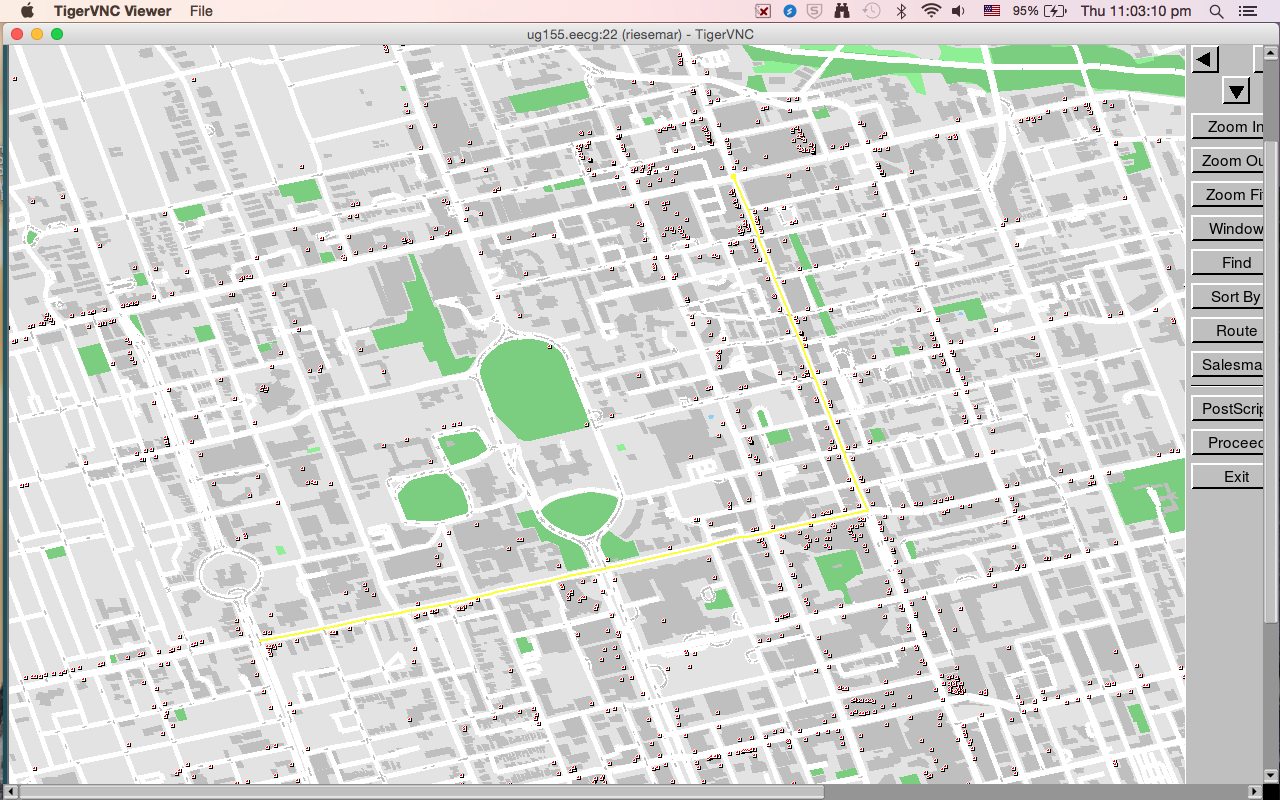 TigerVNC Viewer File 95% Thu 11:03:10 pm
ug155.eecg:22 (riesemar) - TigerVNC
Zoom In
Zoom Ou
Zoom Fi
Window
Find
Sort By
Route
Salesma
PostScrip
Proceed
Exit